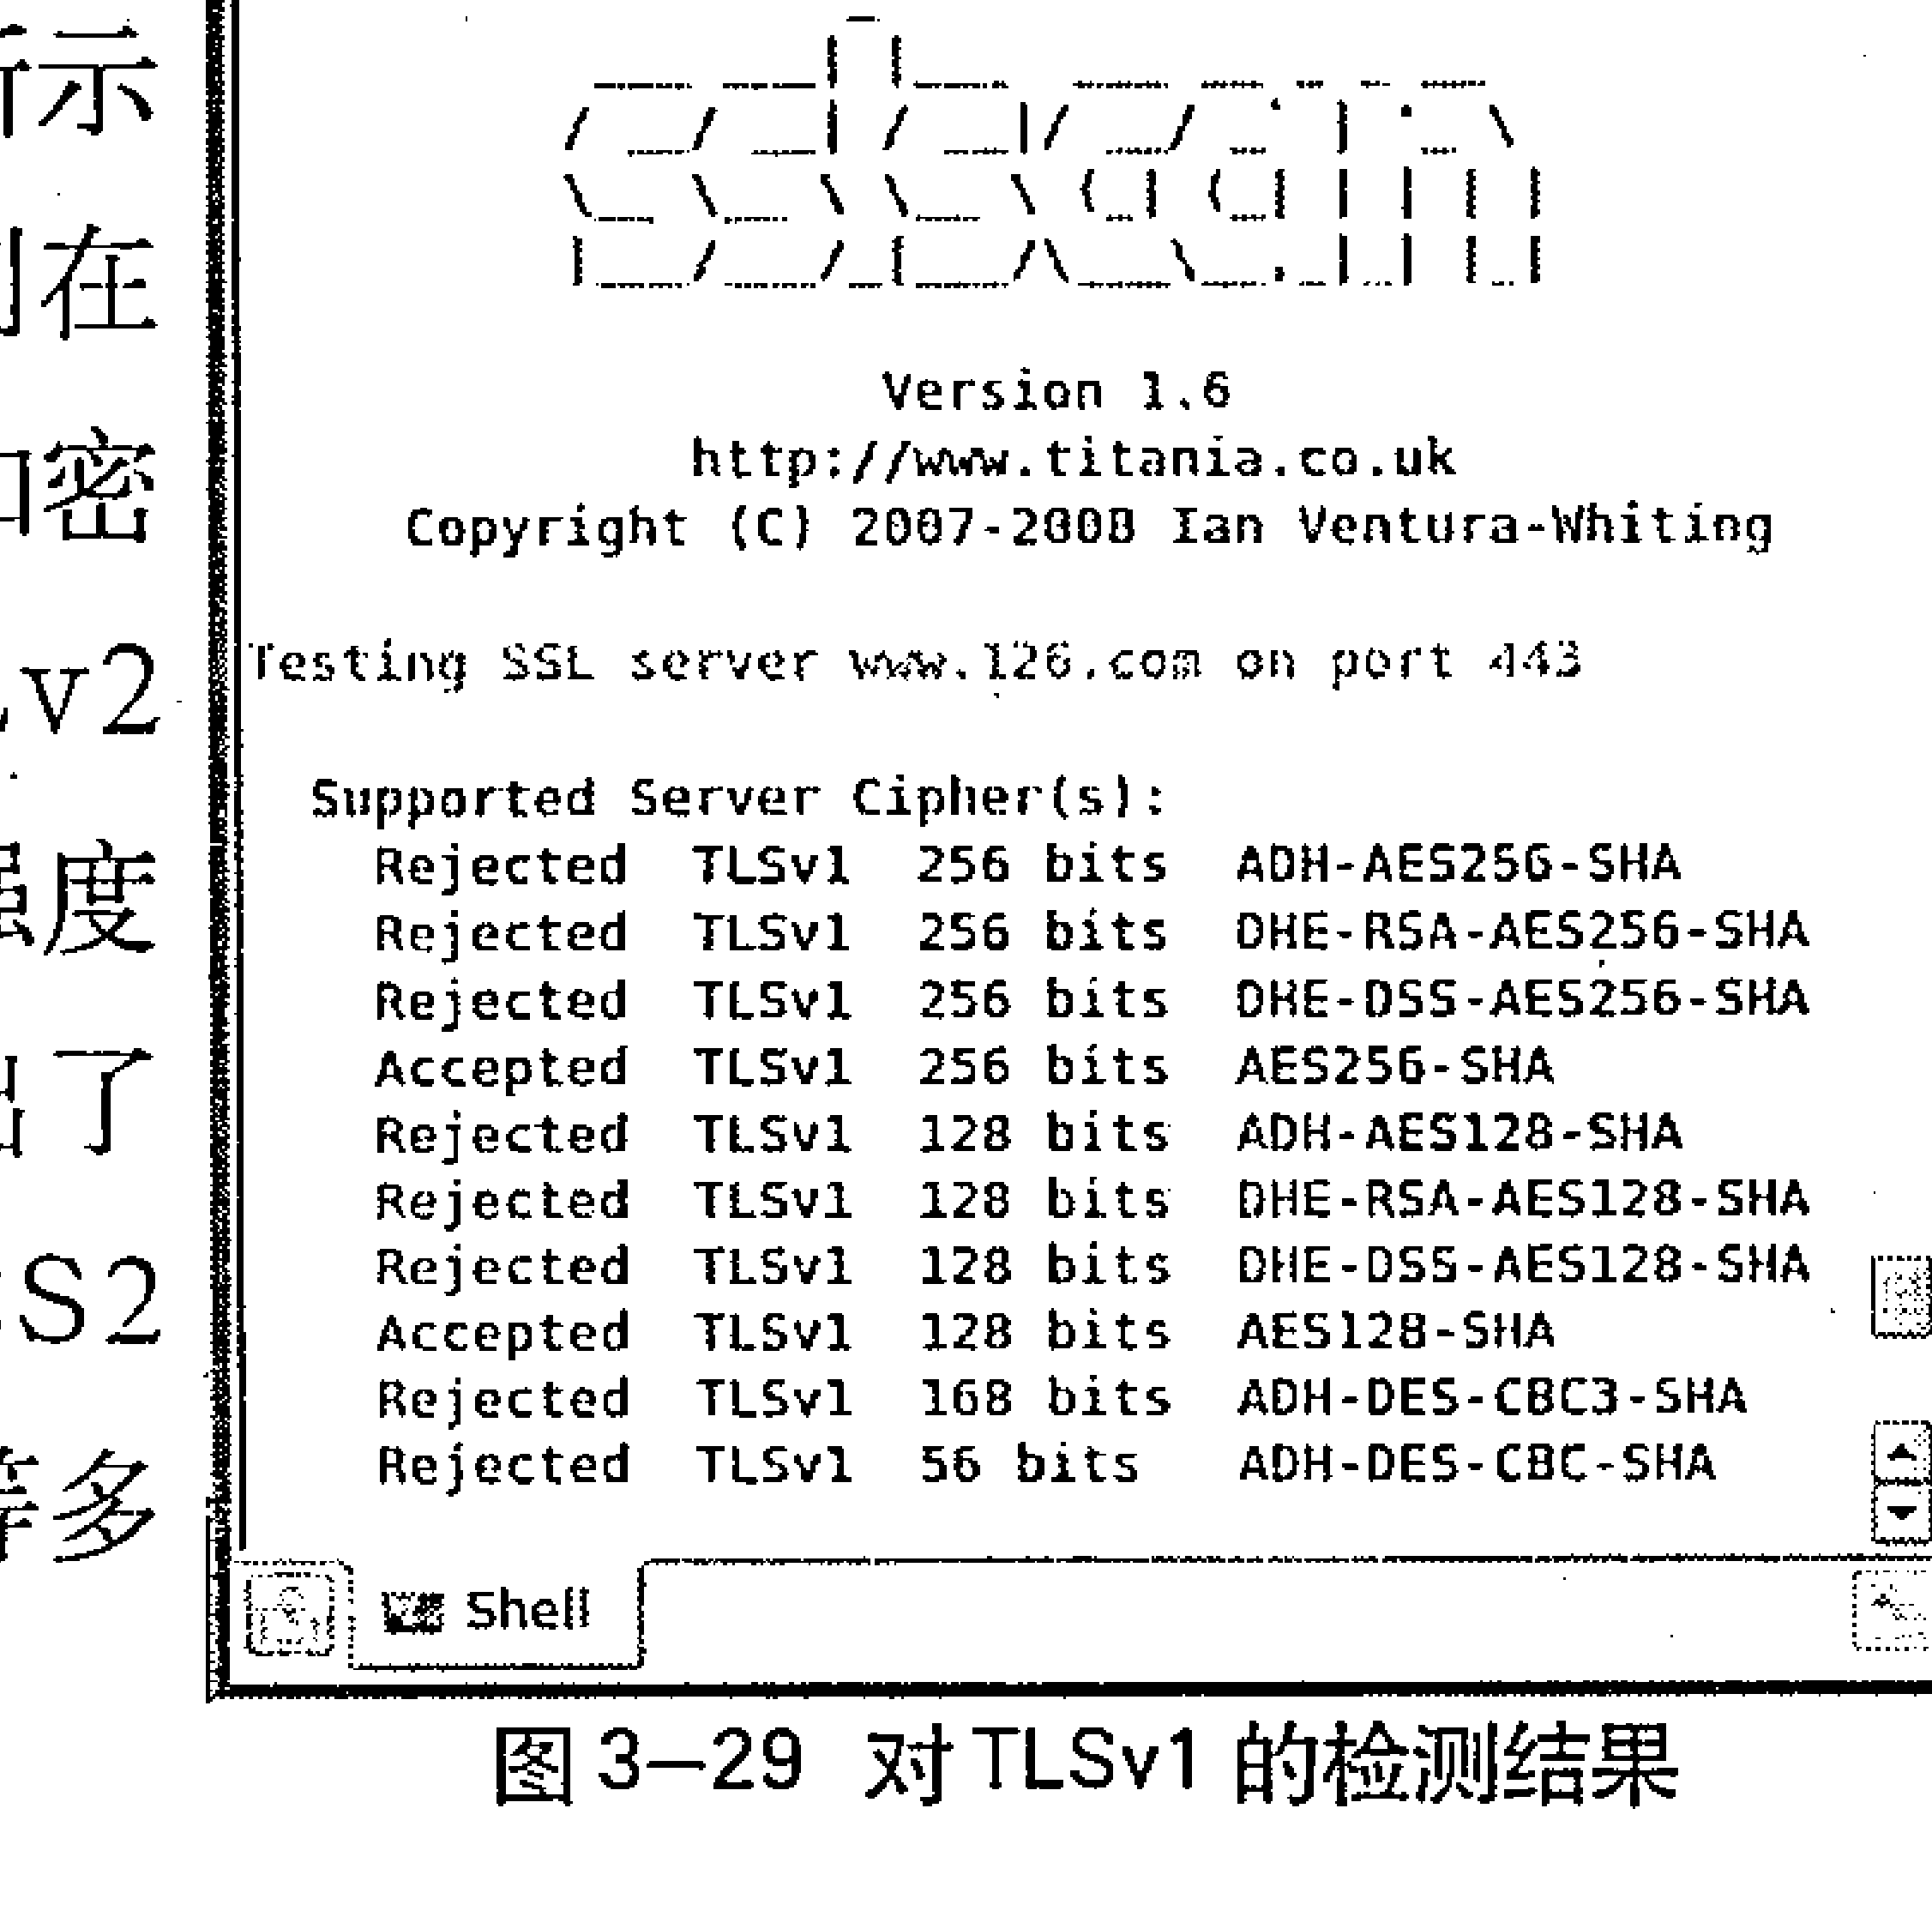 示
在
密
v2
度
了
S2
多
Version 1.6
http://www.titania.co.uk
Copyright (C) 2007-2008 Ian Ventura-Whiting
Testing SSL server www.126.com on port 443
Supported Server Cipher(s):
Rejected TLSv1 256 bits ADH-AES256-SHA
Rejected TLSv1 256 bits DHE-RSA-AES256-SHA
Rejected TLSv1 256 bits DHE-DSS-AES256-SHA
Accepted TLSv1 256 bits AES256-SHA
Rejected TLSv1 128 bits ADH-AES128-SHA
Rejected TLSv1 128 bits DHE-RSA-AES128-SHA
Rejected TLSv1 128 bits DHE-DSS-AES128-SHA
Accepted TLSv1 128 bits AES128-SHA
Rejected TLSv1 168 bits ADH-DES-CBC3-SHA
Rejected TLSv1 56 bits ADH-DES-CBC-SHA
Shell
图 3-29 对 TLSv1 的检测结果